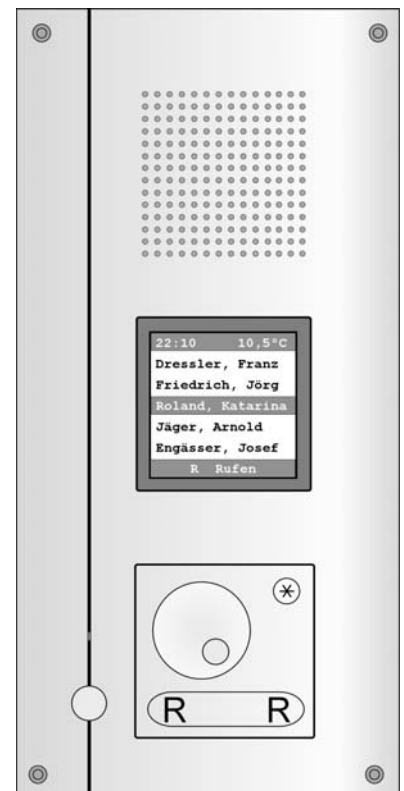 22:10 10,5°C
Dressler, Franz
Friedrich, Jörg
Roland, Katarina
Jäger, Arnold
Engässer, Josef
R Rufen
R R